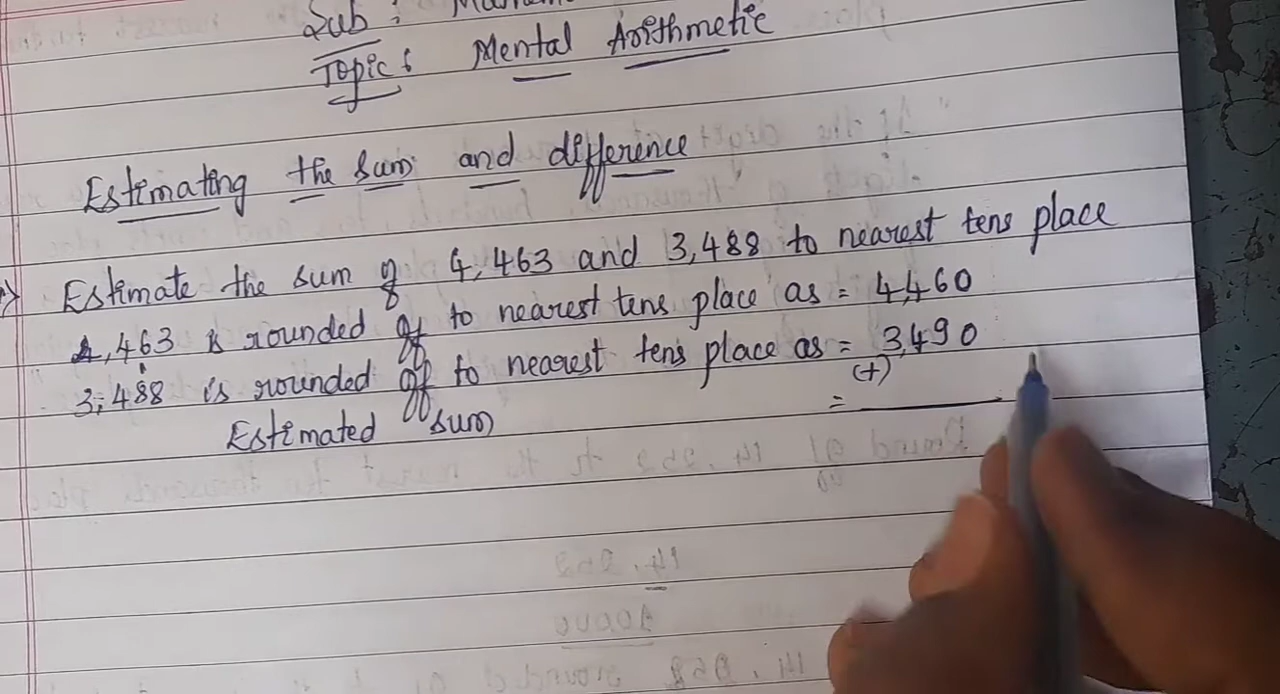 Sub :
Topic : Mental Arithmetic
Estimating the sum and difference
Estimate the sum of 4,463 and 3,488 to nearest tens place
4,463 is rounded off to nearest tens place as = 4,460
3,488 is rounded off to nearest tens place as = 3,490
(+)
Estimated sum =